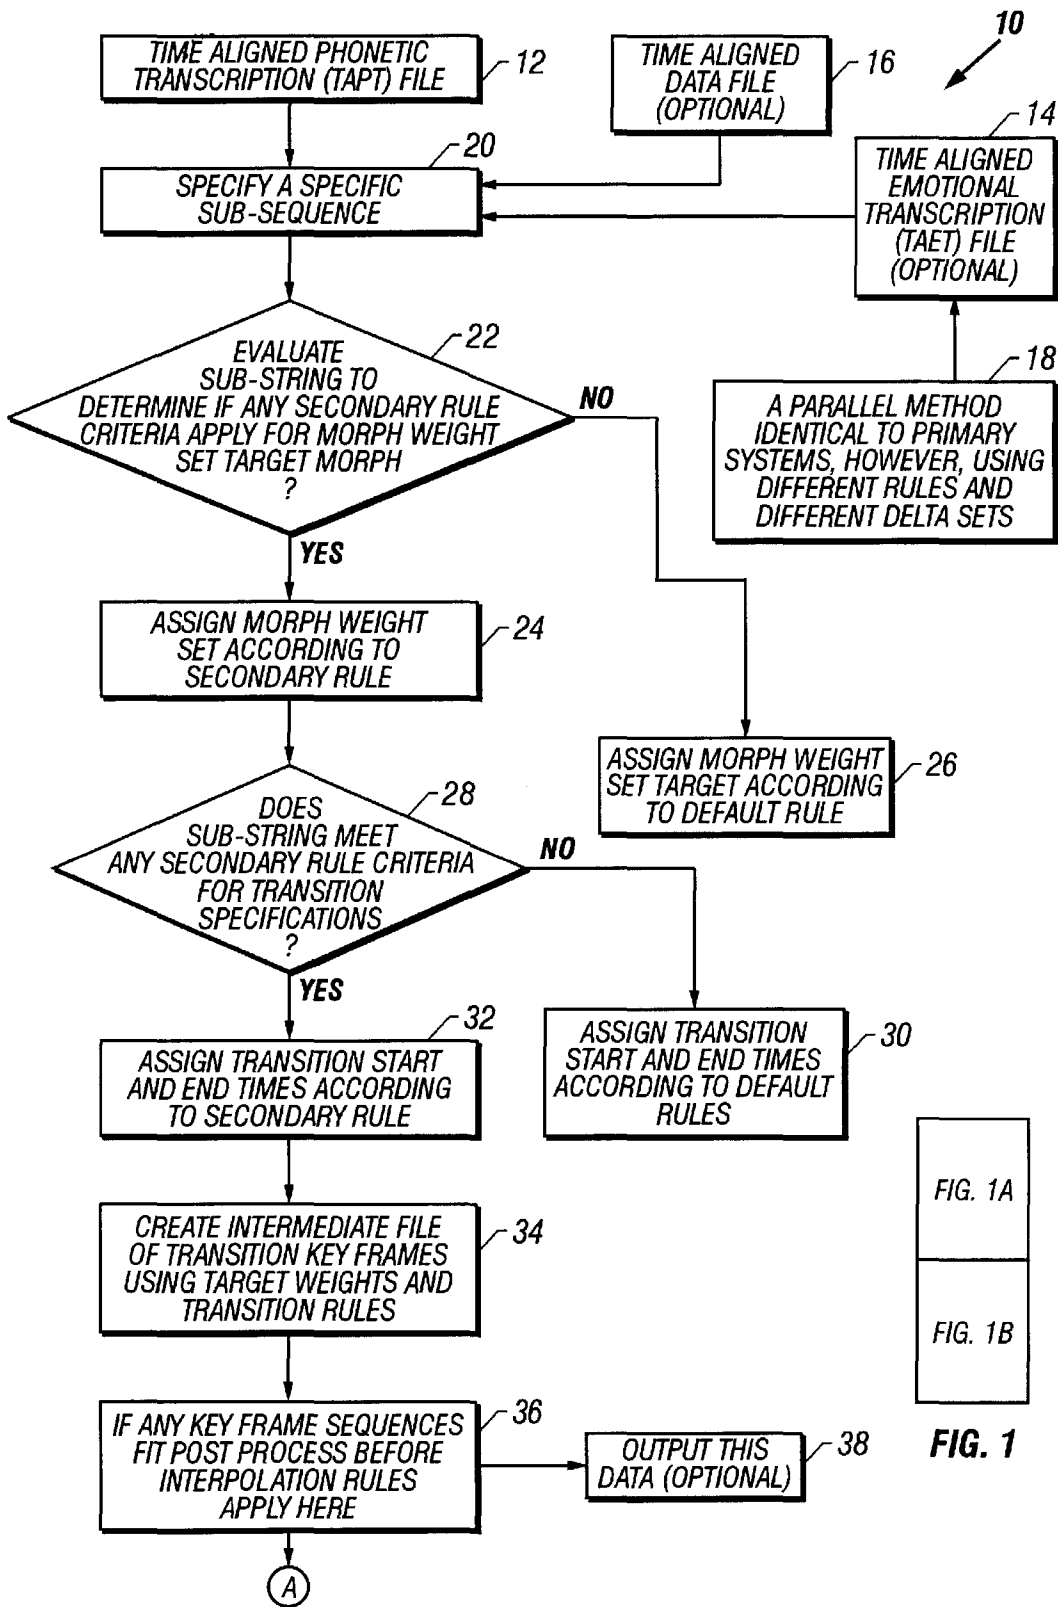 10
TIME ALIGNED PHONETIC
TRANSCRIPTION (TAPT) FILE
12
TIME ALIGNED
DATA FILE
(OPTIONAL)
16
14
TIME ALIGNED
EMOTIONAL
TRANSCRIPTION
(TAET) FILE
(OPTIONAL)
20
SPECIFY A SPECIFIC
SUB-SEQUENCE
18
A PARALLEL METHOD
IDENTICAL TO PRIMARY
SYSTEMS, HOWEVER, USING
DIFFERENT RULES AND
DIFFERENT DELTA SETS
22
EVALUATE
SUB-STRING TO
DETERMINE IF ANY SECONDARY RULE
CRITERIA APPLY FOR MORPH WEIGHT
SET TARGET MORPH
?
NO
YES
ASSIGN MORPH WEIGHT
SET ACCORDING TO
SECONDARY RULE
24
ASSIGN MORPH WEIGHT
SET TARGET ACCORDING
TO DEFAULT RULE
26
28
DOES
SUB-STRING MEET
ANY SECONDARY RULE CRITERIA
FOR TRANSITION
SPECIFICATIONS
?
NO
YES
32
ASSIGN TRANSITION START
AND END TIMES ACCORDING
TO SECONDARY RULE
ASSIGN TRANSITION
START AND END TIMES
ACCORDING TO DEFAULT
RULES
30
CREATE INTERMEDIATE FILE
OF TRANSITION KEY FRAMES
USING TARGET WEIGHTS AND
TRANSITION RULES
34
IF ANY KEY FRAME SEQUENCES
FIT POST PROCESS BEFORE
INTERPOLATION RULES
APPLY HERE
36
OUTPUT THIS
DATA (OPTIONAL)
38
A
FIG. 1A
FIG. 1B
FIG. 1